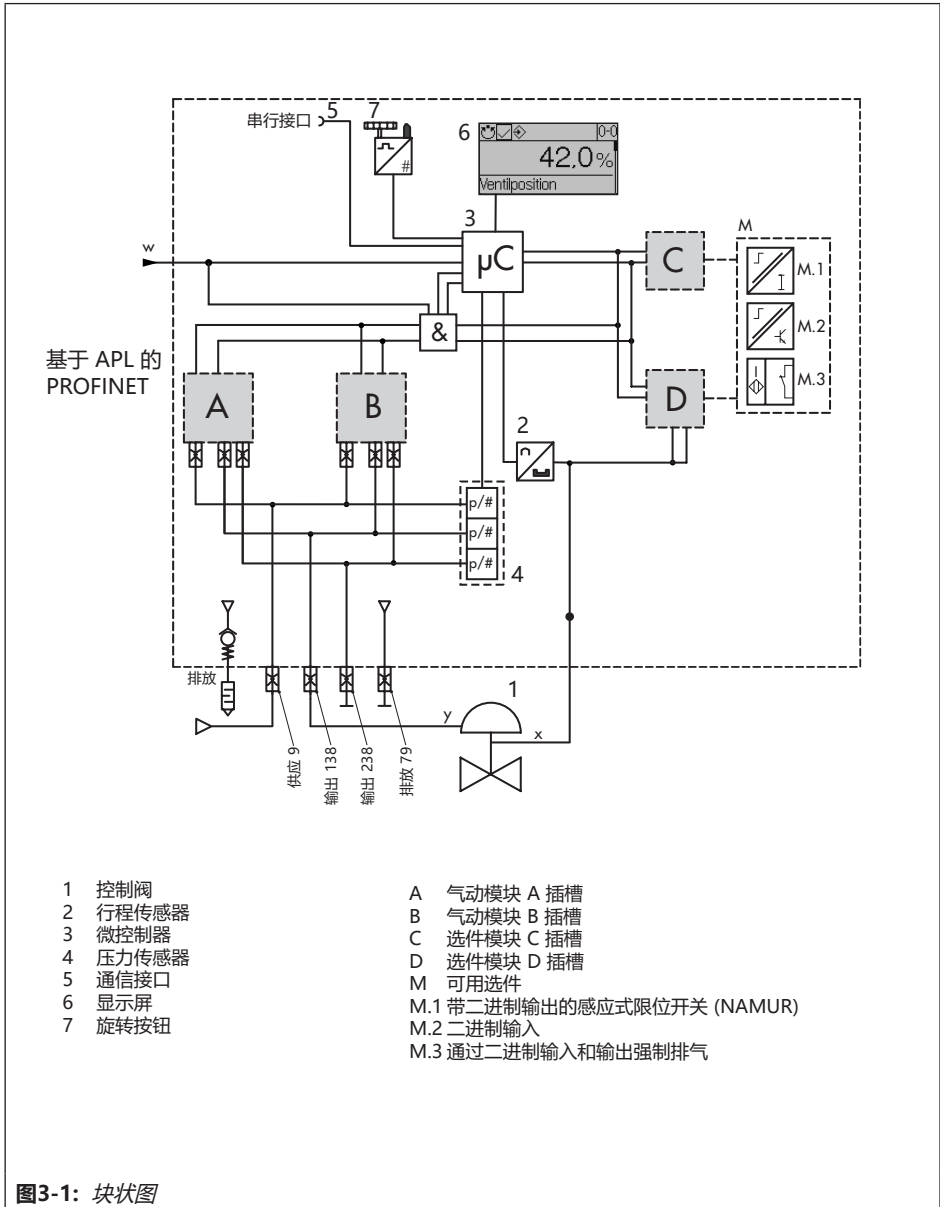 串行接口 5
7
6
0-0
42,0%
Ventilposition
3
w
µC
C
M
M.1
I
M.2
M.3
&
基于 APL 的
PROFINET
A
B
D
2
#
p/#
p/#
p/#
4
排放
1
y
x
供应 9
输出 138
输出 238
排放 79
1 控制阀
2 行程传感器
3 微控制器
4 压力传感器
5 通信接口
6 显示屏
7 旋转按钮
A 气动模块 A 插槽
B 气动模块 B 插槽
C 选件模块 C 插槽
D 选件模块 D 插槽
M 可用选件
M.1 带二进制输出的感应式限位开关 (NAMUR)
M.2 二进制输入
M.3 通过二进制输入和输出强制排气
图3-1: 块状图